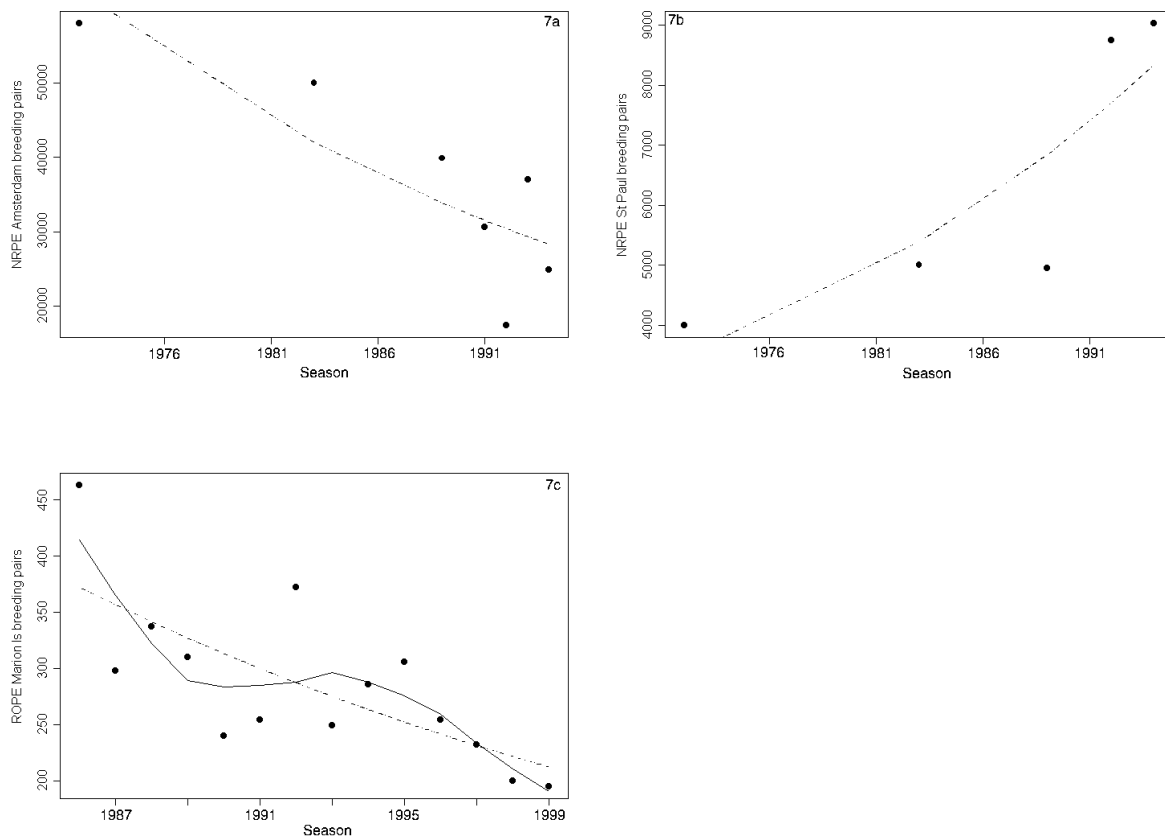 7a
NRPE Amsterdam breeding pairs
50000
40000
30000
20000
1976 1981 1986 1991
Season
7b
NRPE St Paul breeding pairs
9000
8000
7000
6000
5000
4000
1976 1981 1986 1991
Season
7c
ROPE Marion Is breeding pairs
450
400
350
300
250
200
1987 1991 1995 1999
Season